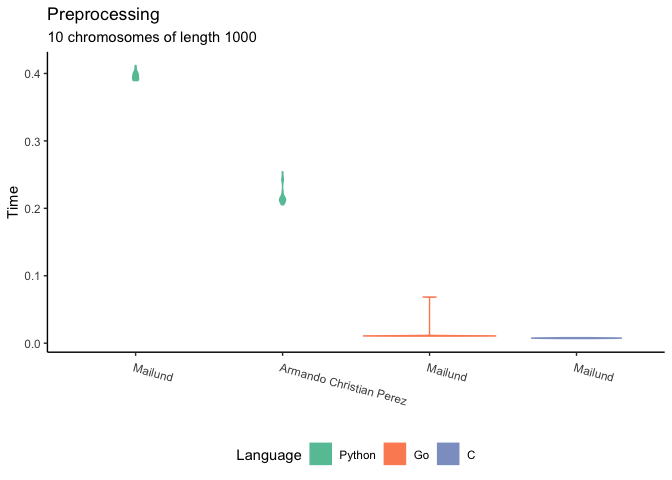 Preprocessing
10 chromosomes of length 1000
0.4
0.3
0.2
0.1
0.0
Time
Mailund
Armando Christian Perez
Mailund
Mailund
Language Python Go C